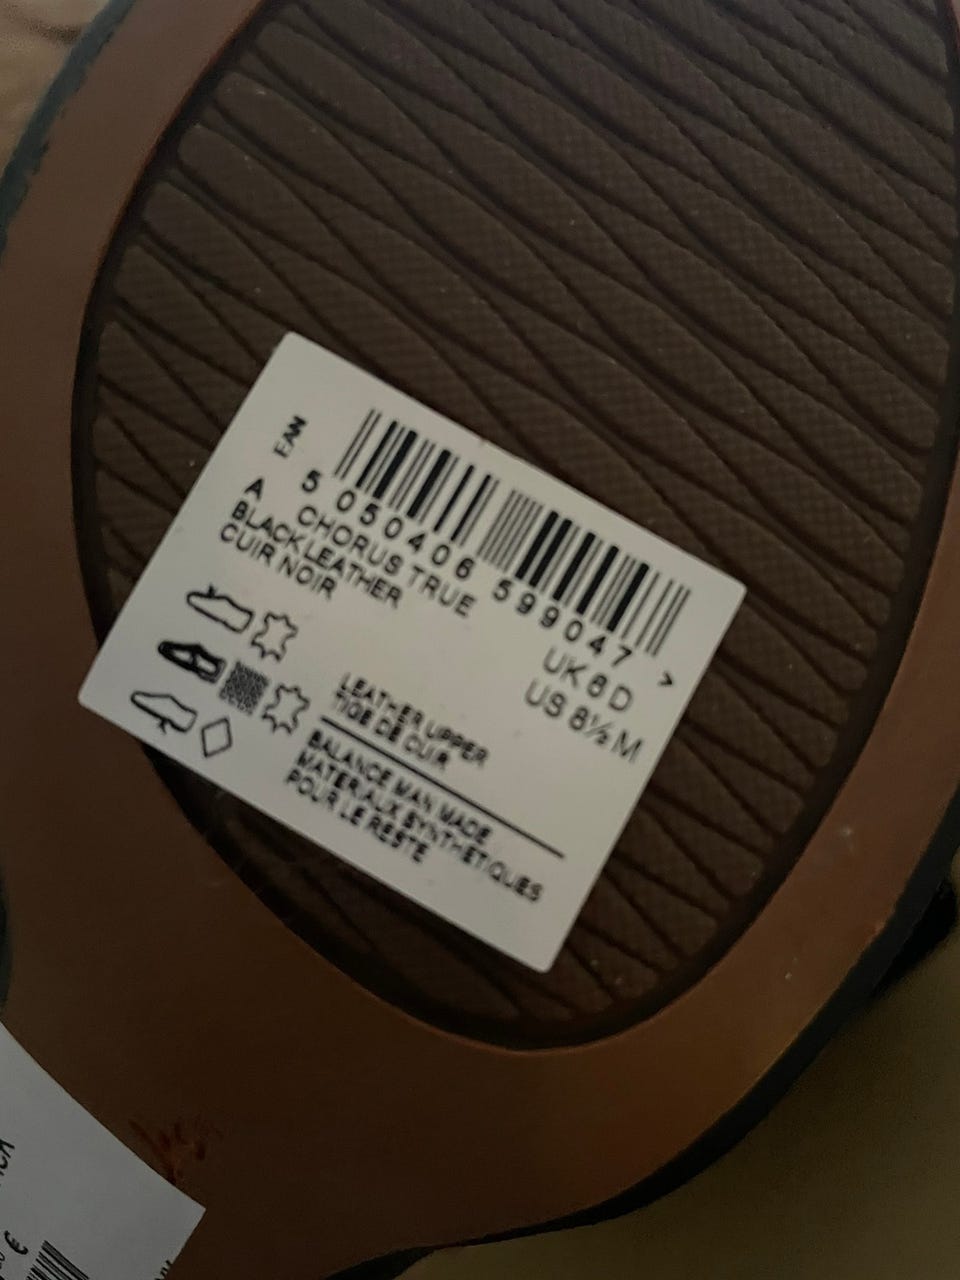 EAN
5 050406 599047 >
A CHORUS TRUE
BLACK LEATHER
CUIR NOIR
UK 6 D
US 8½ M
LEATHER UPPER
TIGE DE CUIR
BALANCE MAN MADE
MATERIAUX SYNTHETIQUES
POUR LE RESTE
€